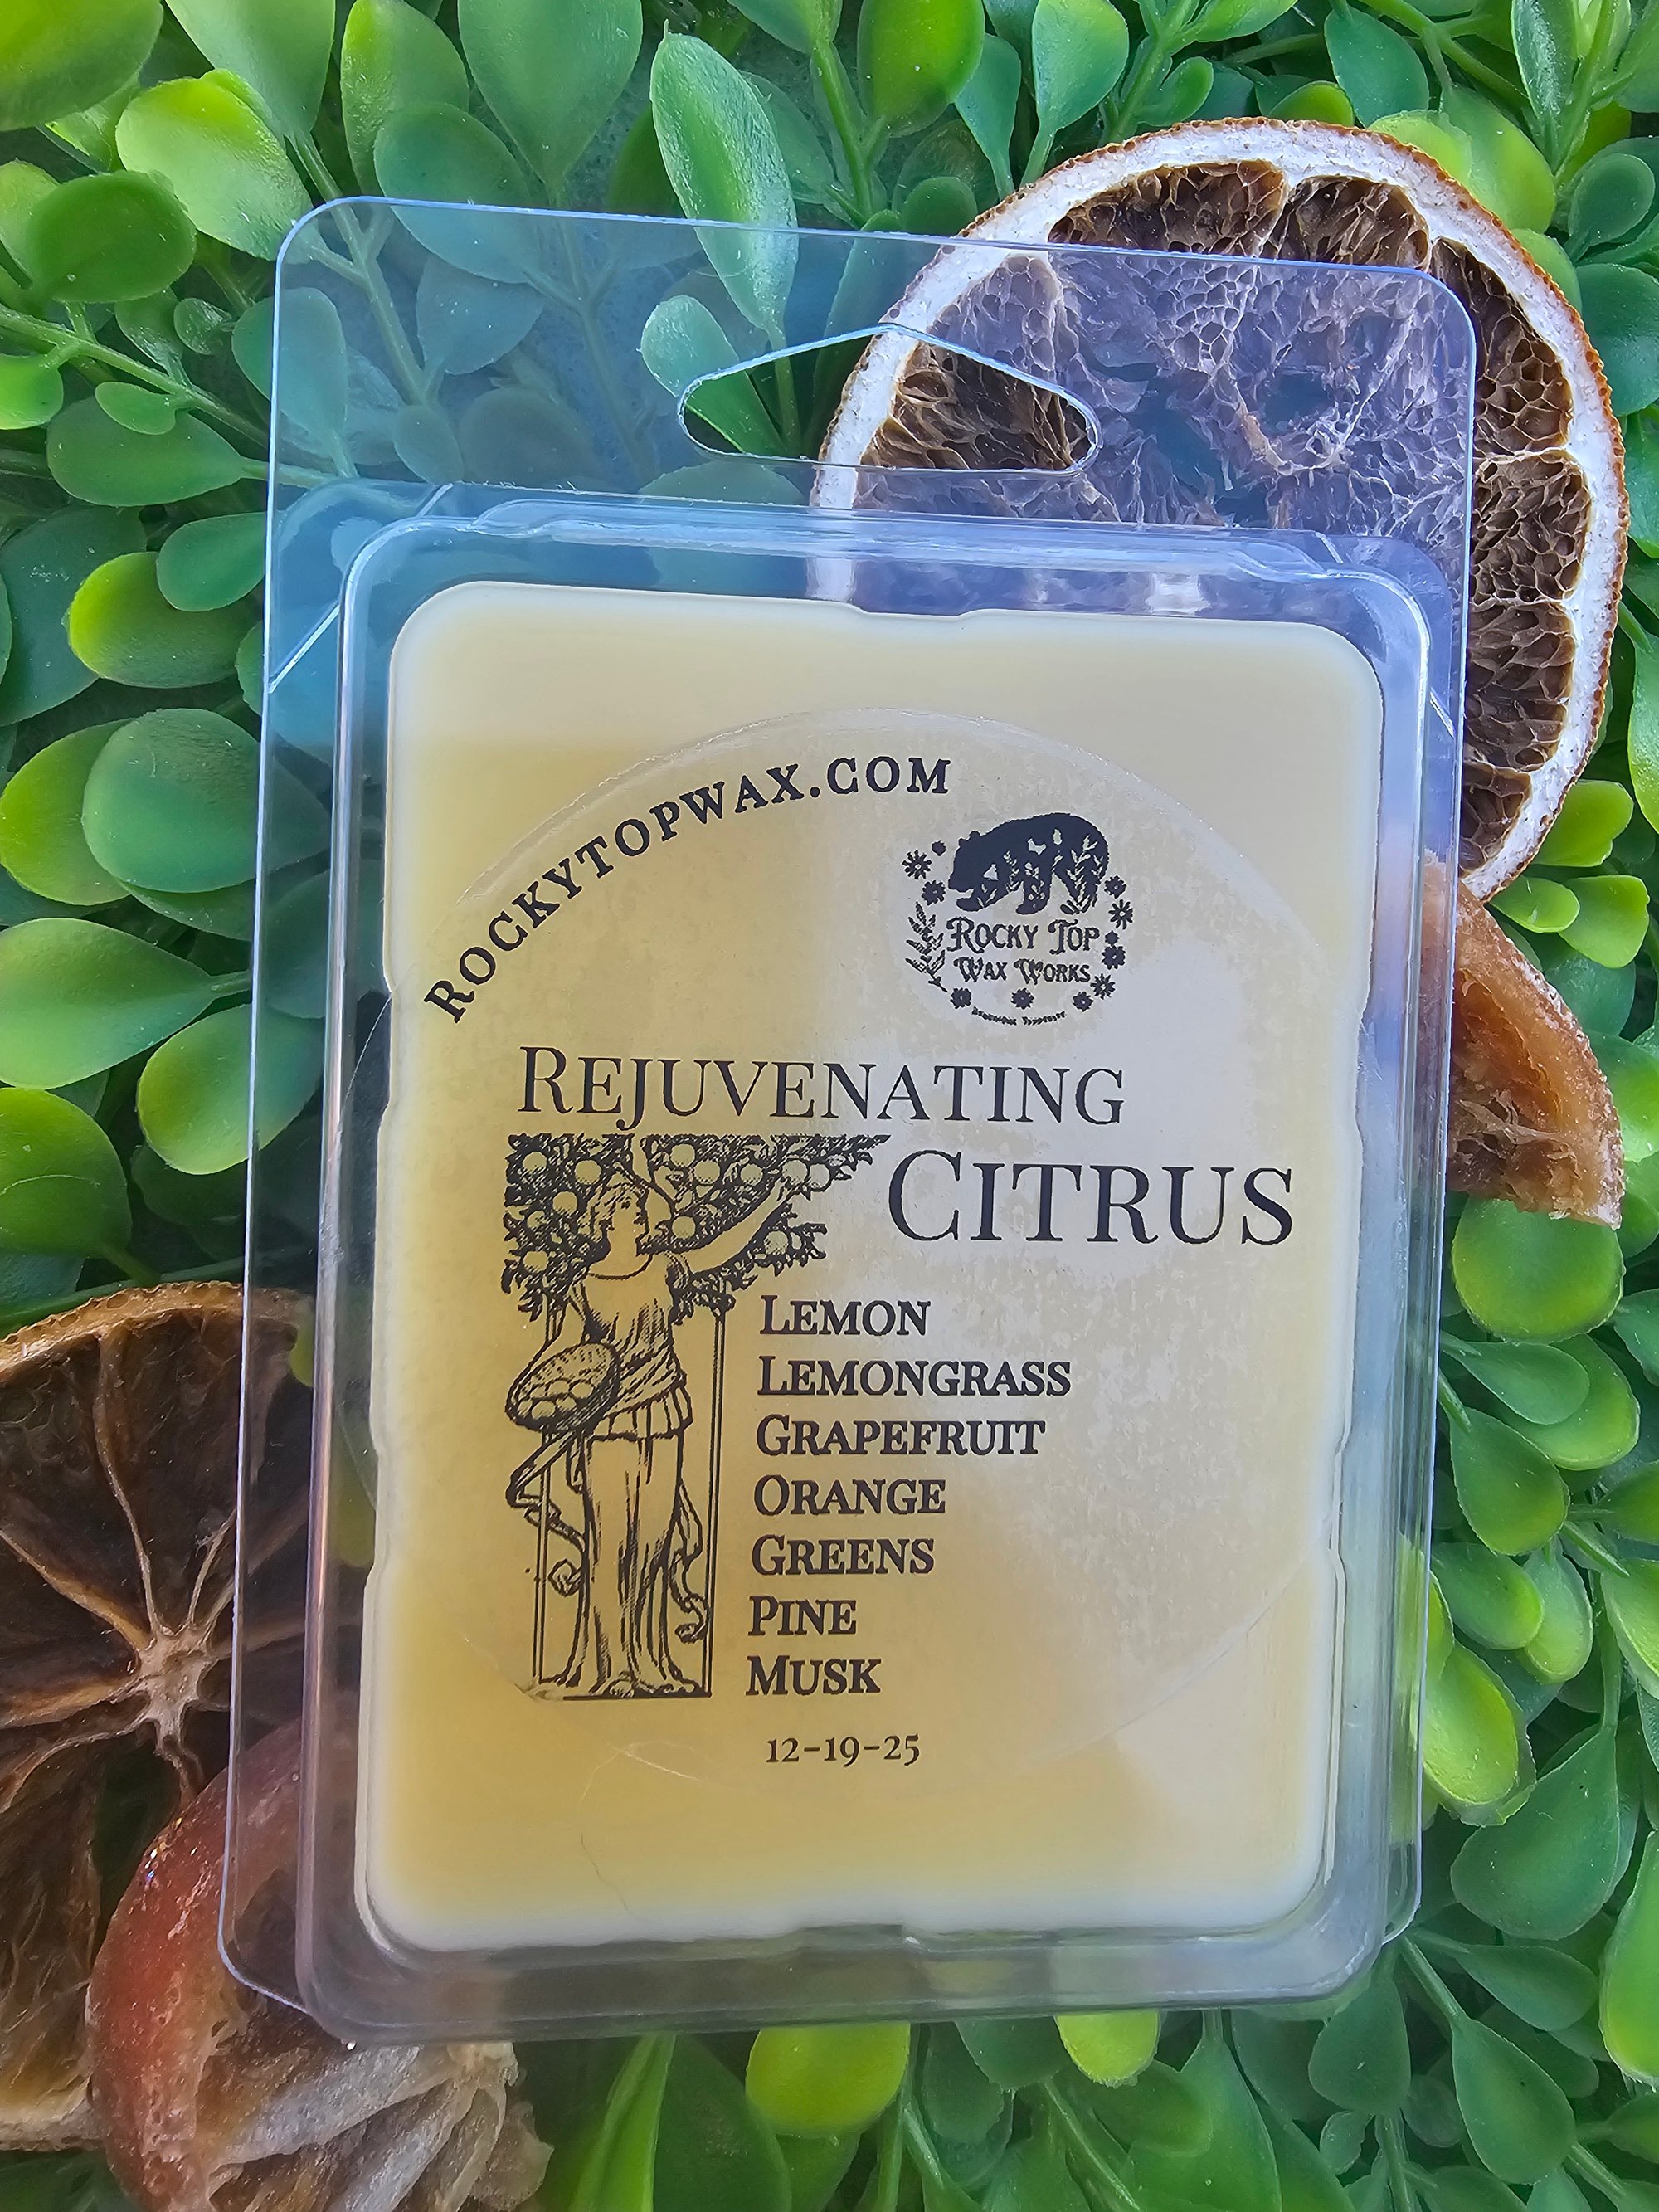 ROCKYTOPWAX.COM
ROCKY TOP
WAX WORKS
REJUVENATING
CITRUS
LEMON
LEMONGRASS
GRAPEFRUIT
ORANGE
GREENS
PINE
MUSK
12-19-25